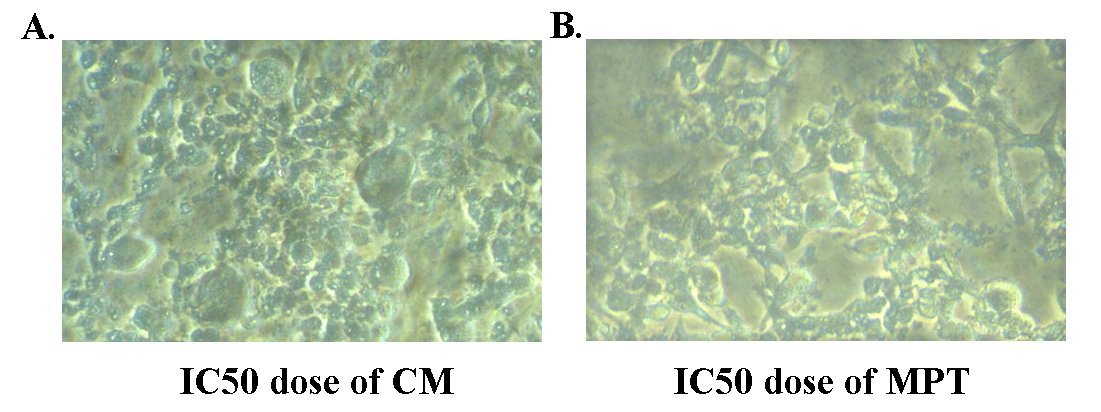 A.
B.
IC50 dose of CM
IC50 dose of MPT